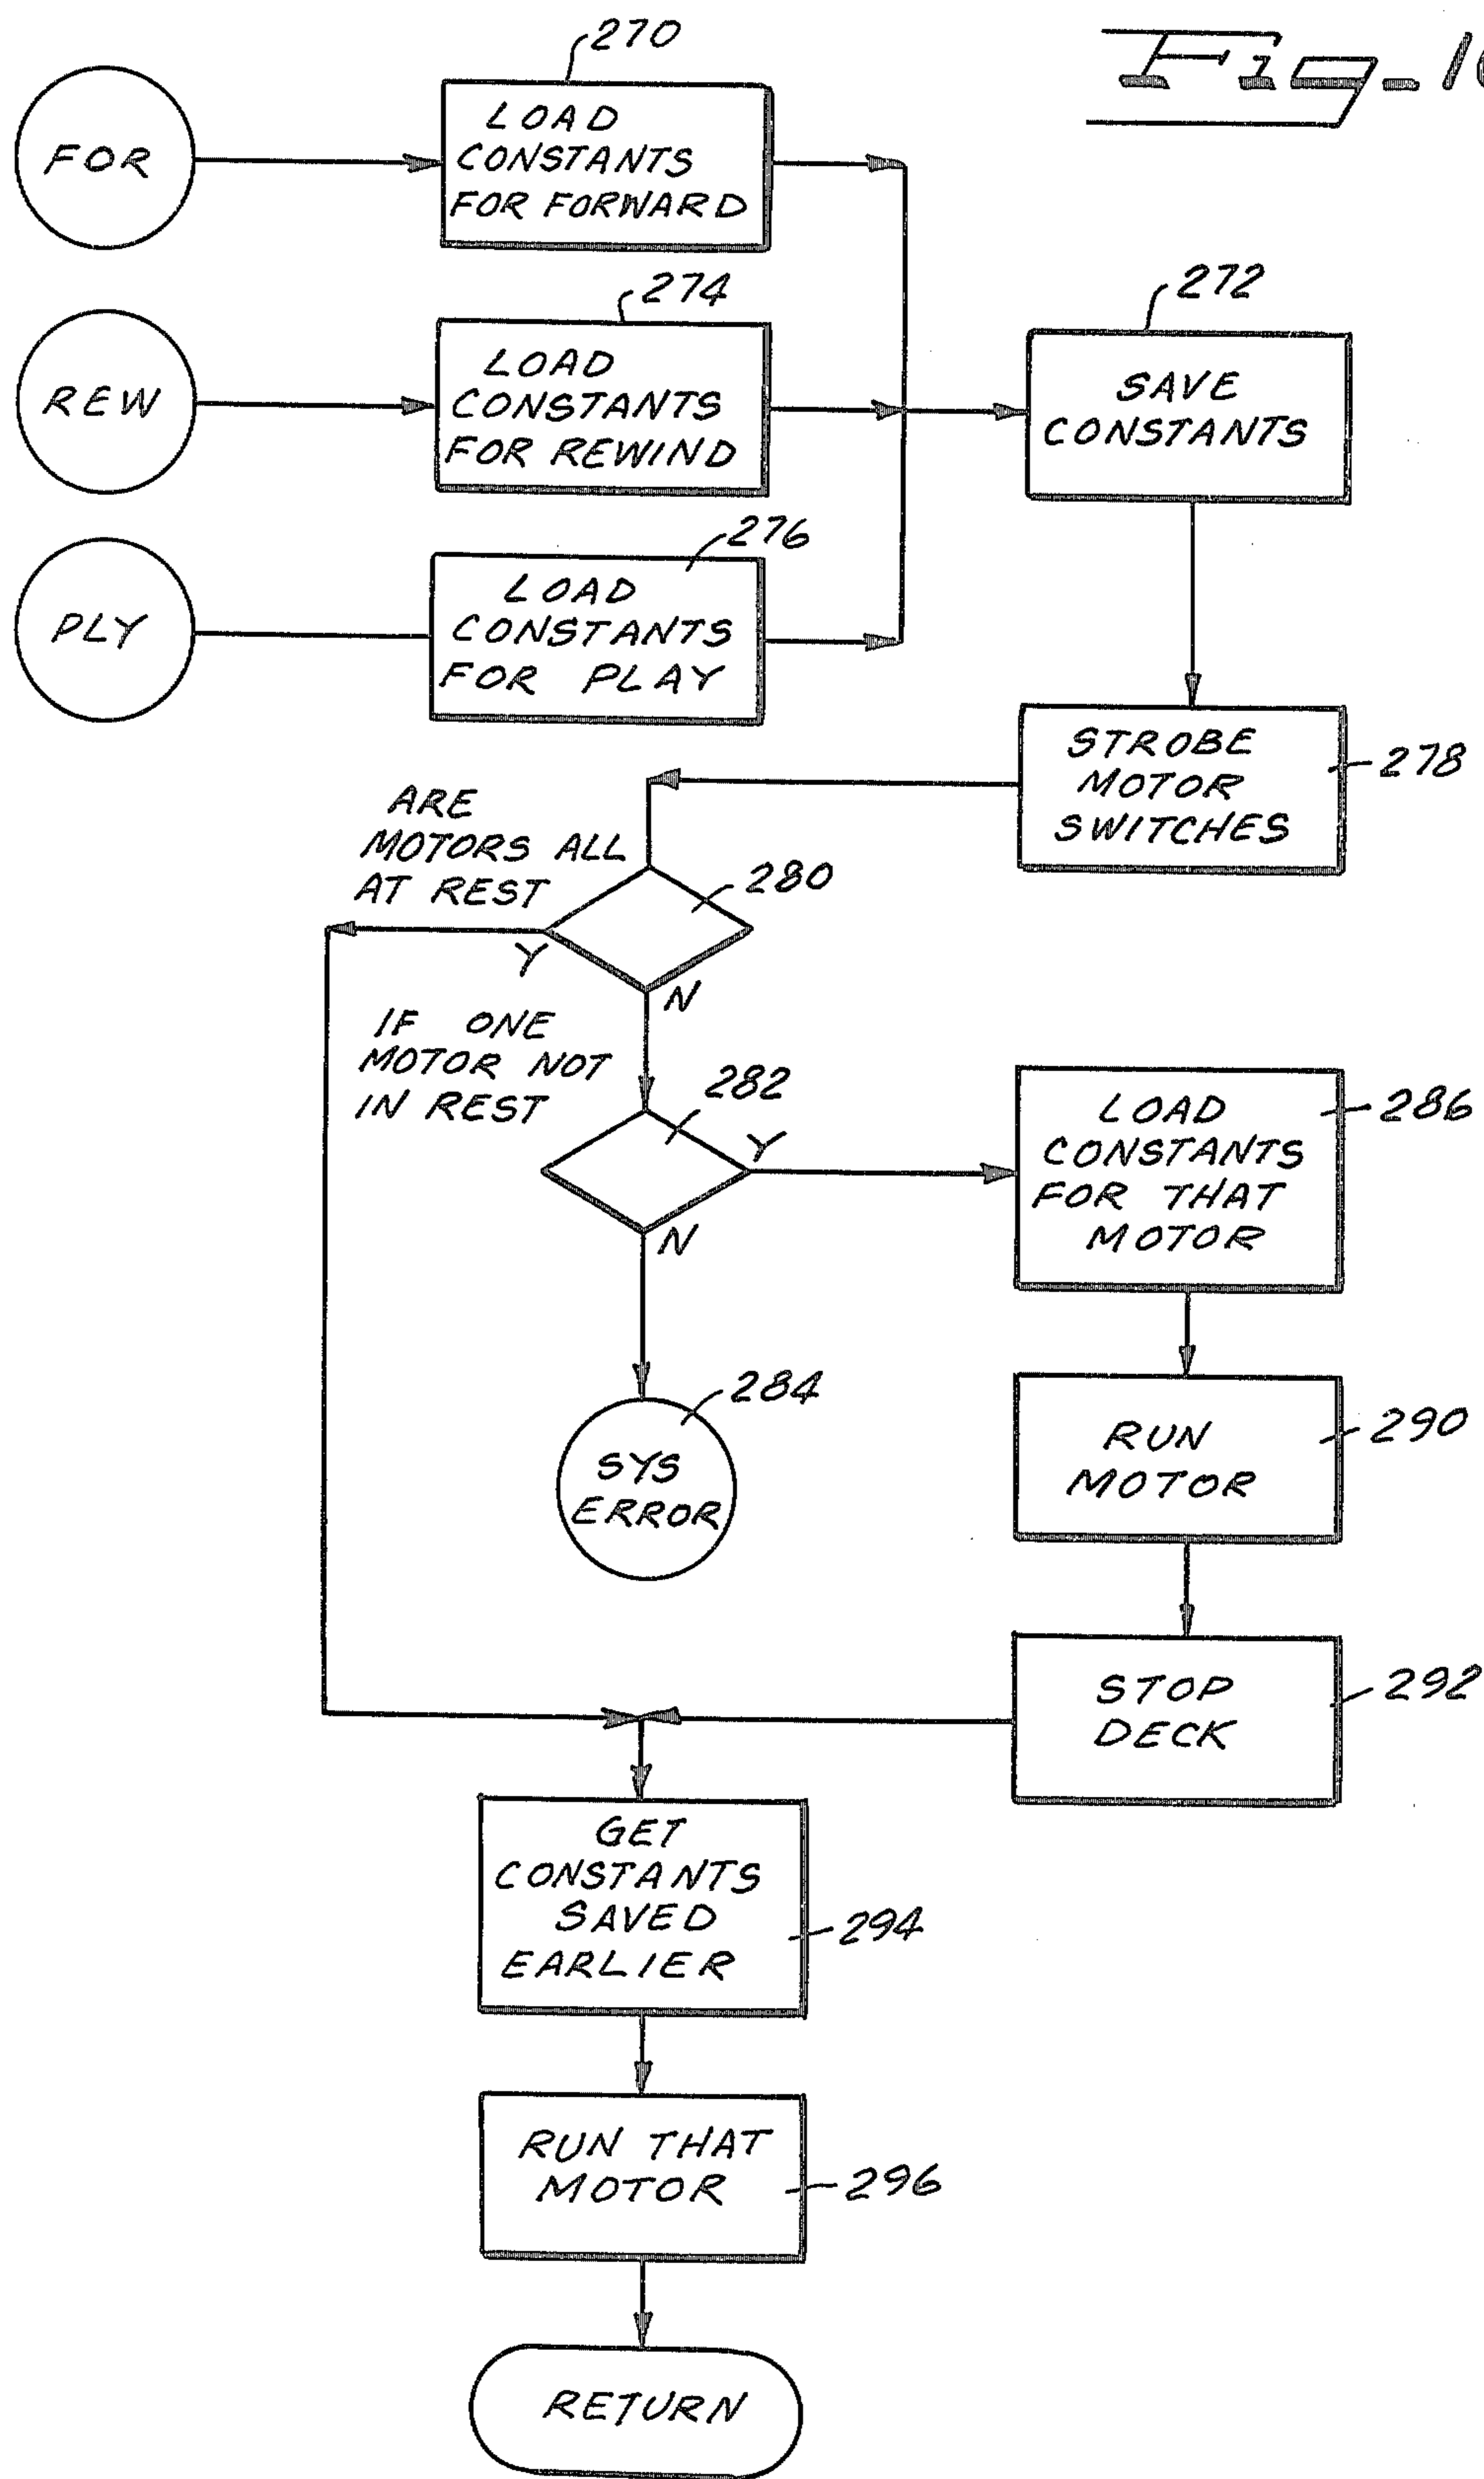 Fig-
270
FOR
LOAD
CONSTANTS
FOR FORWARD
274
REW
LOAD
CONSTANTS
FOR REWIND
272
SAVE
CONSTANTS
276
PLY
LOAD
CONSTANTS
FOR PLAY
STROBE
MOTOR
SWITCHES
278
ARE
MOTORS ALL
AT REST
280
Y
N
IF ONE
MOTOR NOT
IN REST
282
Y
N
LOAD
CONSTANTS
FOR THAT
MOTOR
286
284
SYS
ERROR
RUN
MOTOR
290
STOP
DECK
292
GET
CONSTANTS
SAVED
EARLIER
294
RUN THAT
MOTOR
296
RETURN